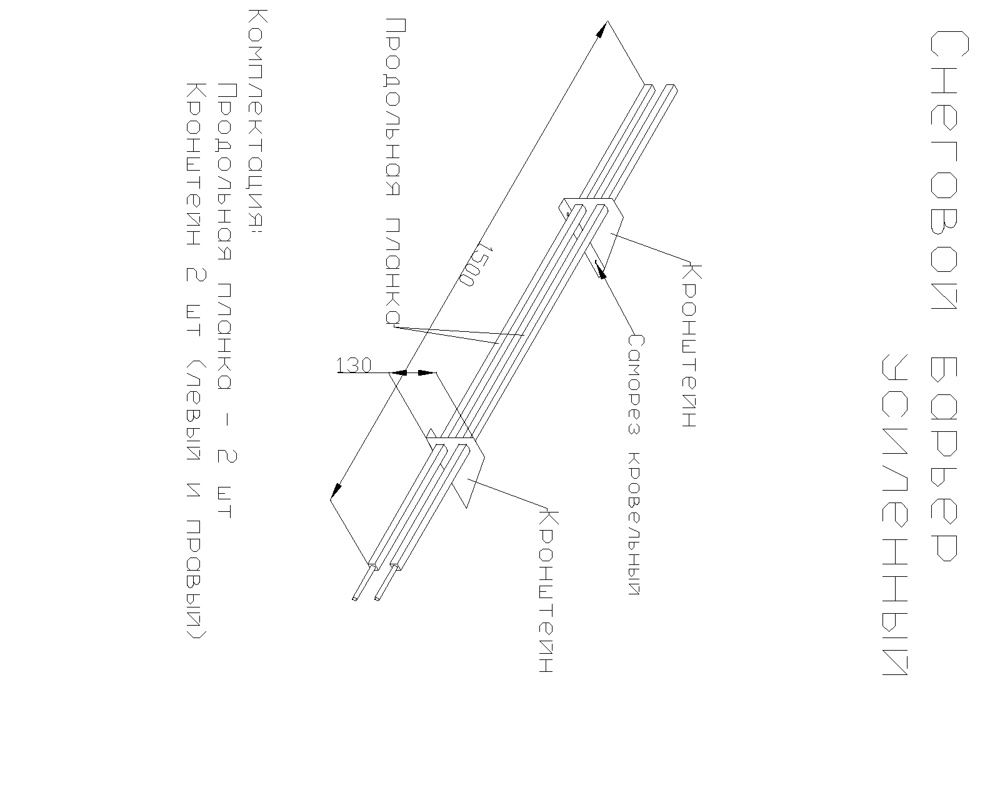 Снеговой барьер
усиленный
Кронштейн
Саморез кровельный
Кронштейн
1500
130
Продольная планка
Комплектация:
Продольная планка - 2 шт
Кронштейн 2 шт (левый и правый)